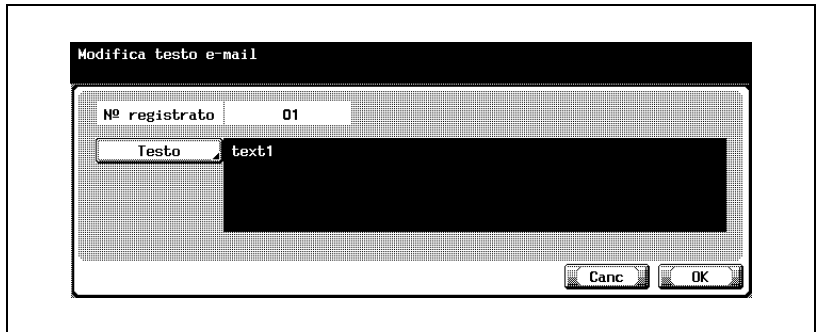 Modifica testo e-mail
Nº registrato 01
Testo text1
Canc OK